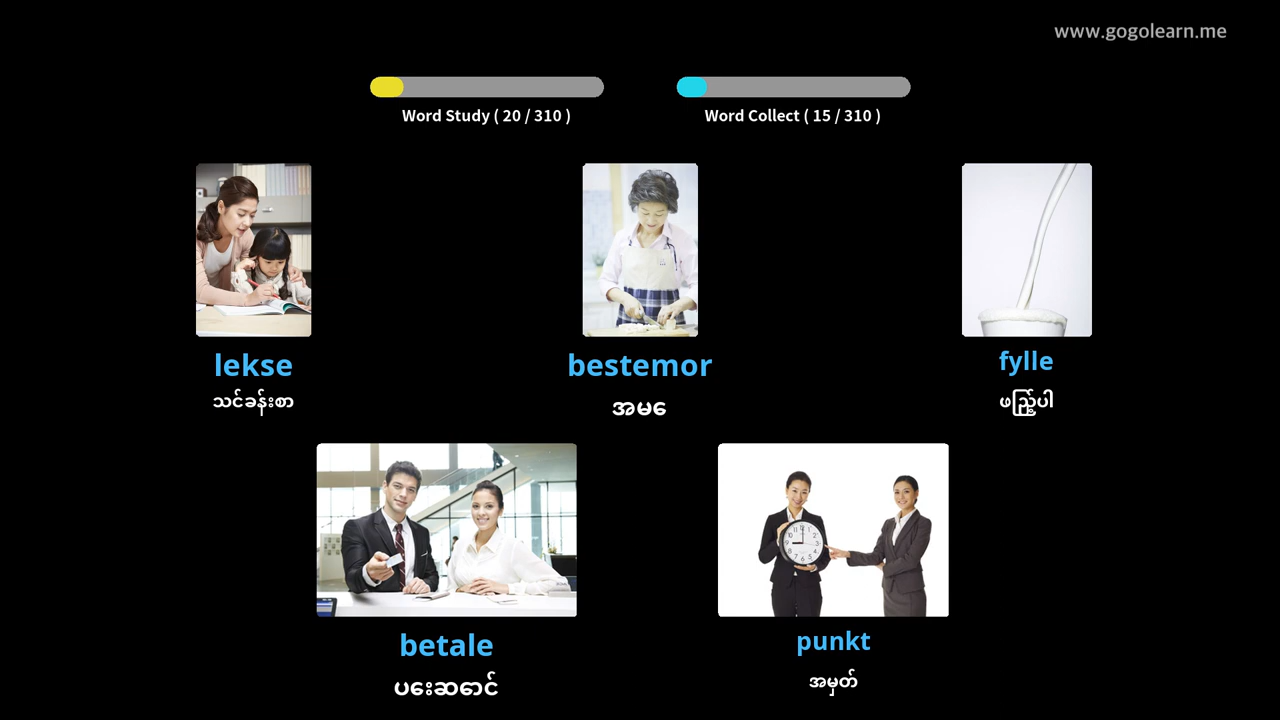 www.gogolearn.me
Word Study ( 20 / 310 )
Word Collect ( 15 / 310 )
lekse
သင်ခန်းစာ
bestemor
အမေ
fylle
ဖည့်ပါ
betale
ပေးဆောင်
punkt
အမှတ်